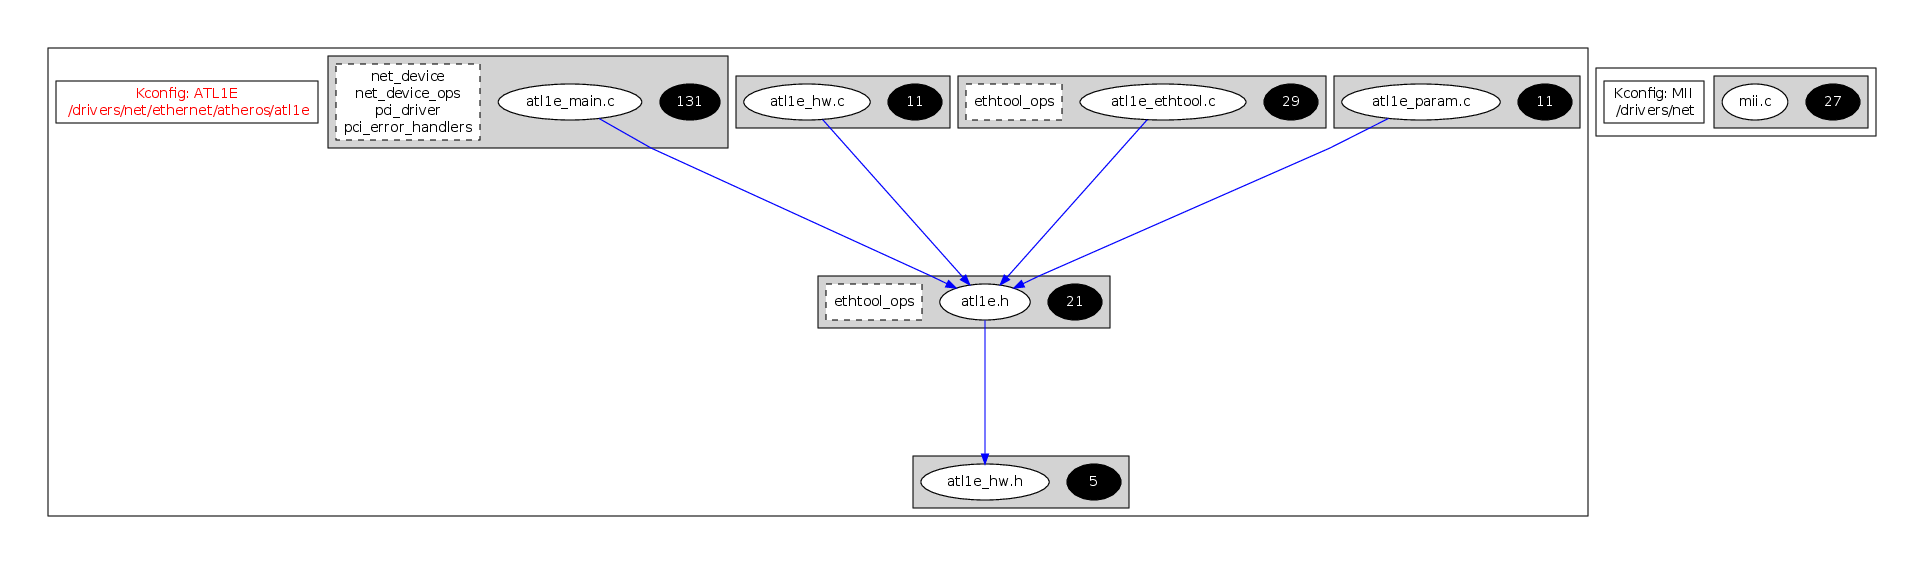 Kconfig: ATL1E
/drivers/net/ethernet/atheros/atl1e
net_device
net_device_ops
pci_driver
pci_error_handlers
atl1e_main.c
131
atl1e_hw.c
11
ethtool_ops
atl1e_ethtool.c
29
atl1e_param.c
11
Kconfig: MII
/drivers/net
mii.c
27
ethtool_ops
atl1e.h
21
atl1e_hw.h
5